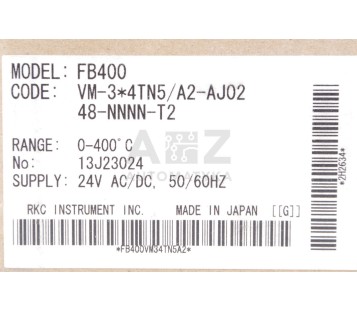 MODEL: FB400
CODE: VM-3*4TN5/A2-AJ02
48-NNNN-T2
RANGE: 0-400°C
No: 13J23024
SUPPLY: 24V AC/DC, 50/60HZ
RKC INSTRUMENT INC. MADE IN JAPAN [[G]]
*FB400VM34TN5A2*
*2H2634*